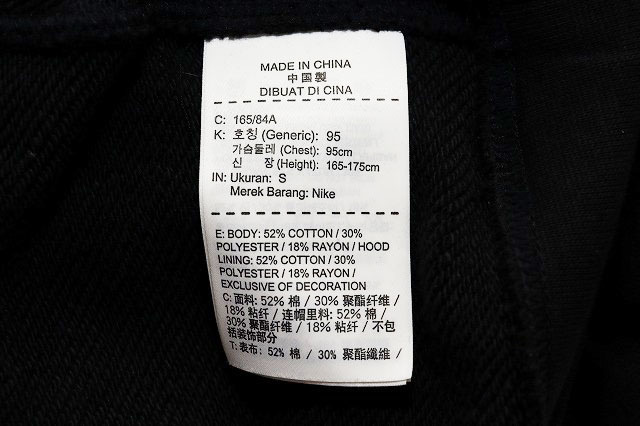 MADE IN CHINA
中国製
DIBUAT DI CINA
C: 165/84A
K: 호칭 (Generic): 95
가슴둘레 (Chest): 95cm
신 장 (Height): 165-175cm
IN: Ukuran: S
Merek Barang: Nike
E: BODY: 52% COTTON / 30%
POLYESTER / 18% RAYON / HOOD
LINING: 52% COTTON / 30%
POLYESTER / 18% RAYON /
EXCLUSIVE OF DECORATION
C: 面料: 52% 棉 / 30% 聚酯纤维 /
18% 粘纤 / 连帽里料: 52% 棉 /
30% 聚酯纤维 / 18% 粘纤 / 不包
括装饰部分
T: 表布: 52% 棉 / 30% 聚酯纖維 /